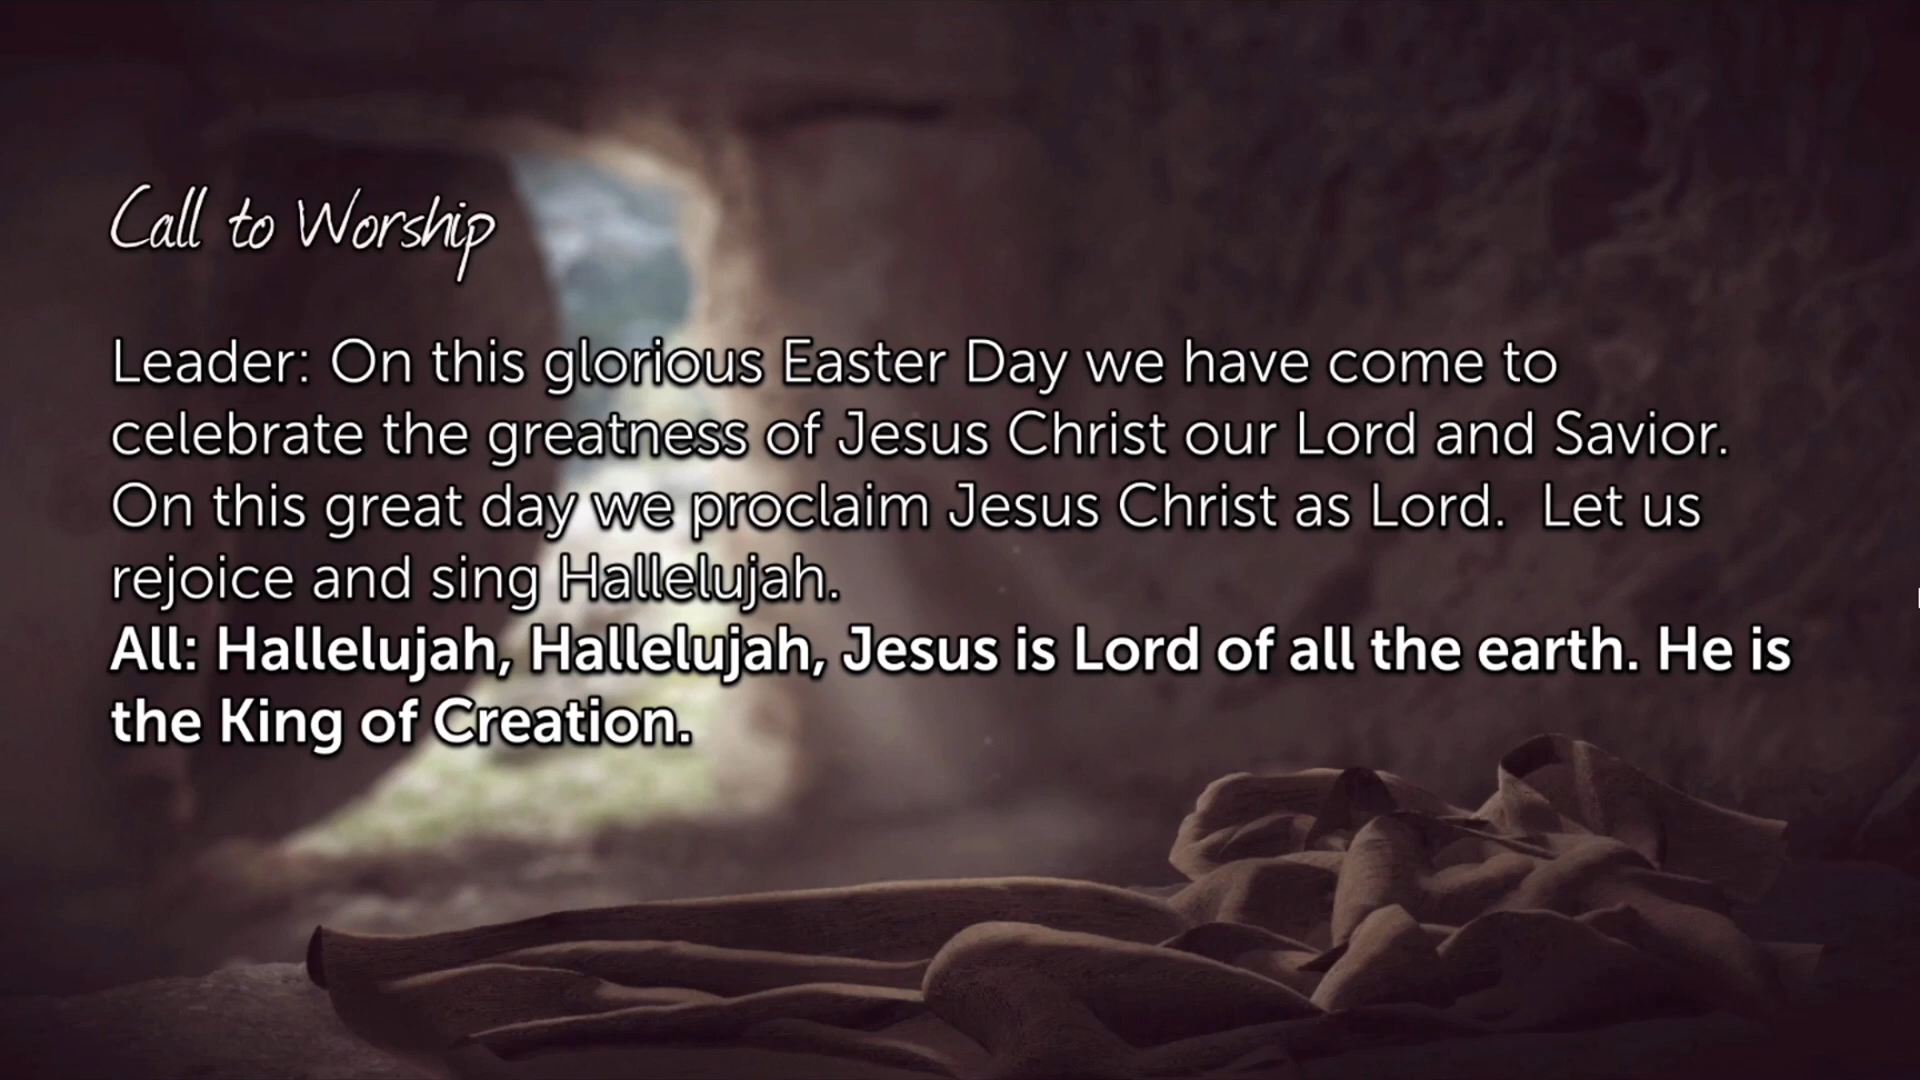 Call to Worship
Leader: On this glorious Easter Day we have come to
celebrate the greatness of Jesus Christ our Lord and Savior.
On this great day we proclaim Jesus Christ as Lord.  Let us
rejoice and sing Hallelujah.
All: Hallelujah, Hallelujah, Jesus is Lord of all the earth. He is
the King of Creation.